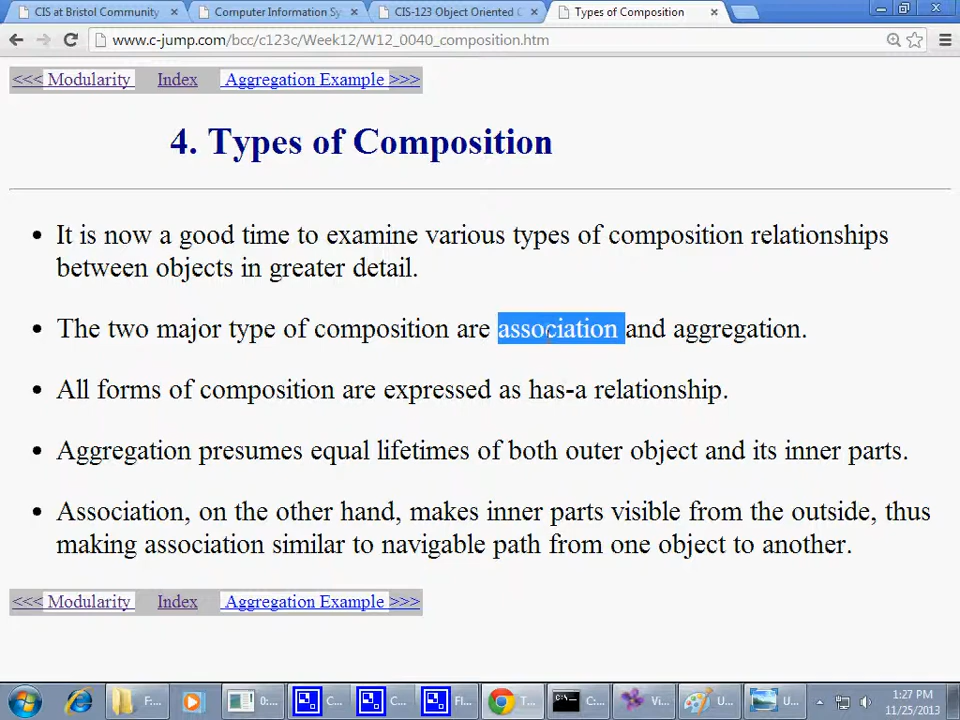 CIS at Bristol Community
Computer Information Sy
CIS-123 Object Oriented C
Types of Composition
www.c-jump.com/bcc/c123c/Week12/W12_0040_composition.htm
<<< Modularity Index Aggregation Example >>>
4. Types of Composition
• It is now a good time to examine various types of composition relationships
between objects in greater detail.
• The two major type of composition are association and aggregation.
• All forms of composition are expressed as has-a relationship.
• Aggregation presumes equal lifetimes of both outer object and its inner parts.
• Association, on the other hand, makes inner parts visible from the outside, thus
making association similar to navigable path from one object to another.
<<< Modularity Index Aggregation Example >>>
F:... 0:... C... C... Fl... T... C:... Vi... U... U...
1:27 PM
11/25/2013